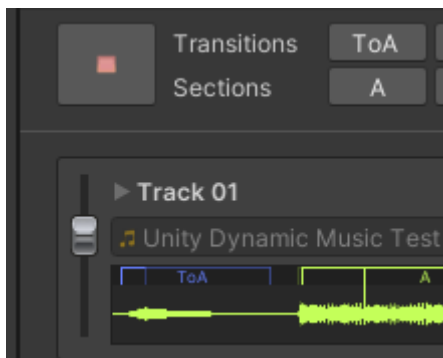 Transitions ToA
Sections A
Track 01
Unity Dynamic Music Test
ToA A